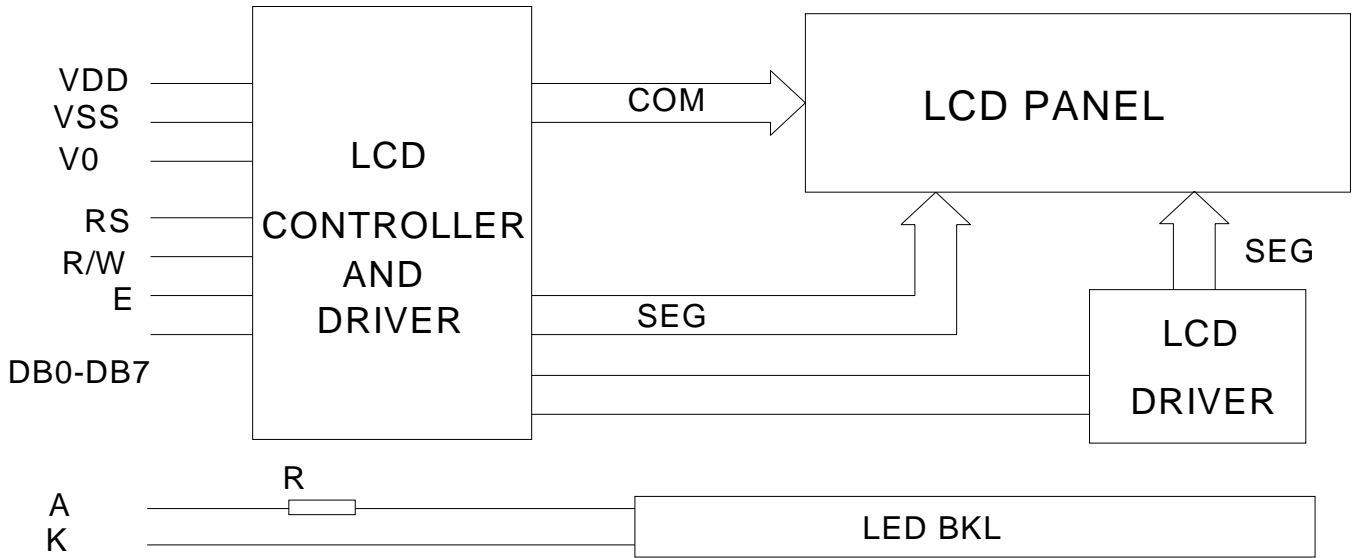 VDD
VSS
V0
RS
R/W
E
DB0-DB7
LCD
CONTROLLER
AND
DRIVER
COM
SEG
LCD PANEL
SEG
LCD
DRIVER
A
K
R
LED BKL